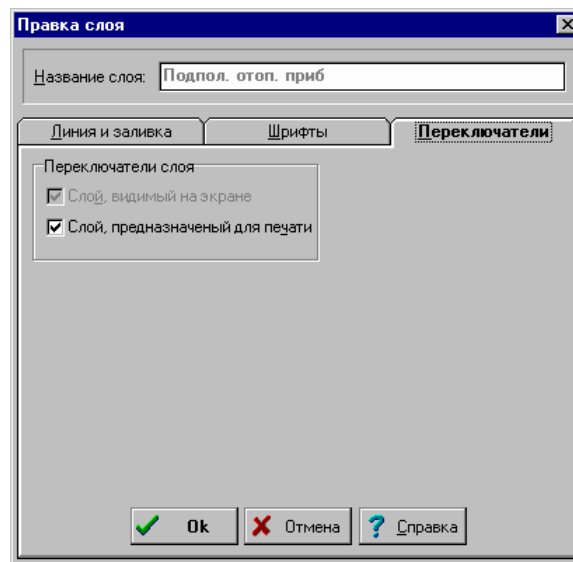 Правка слоя
Название слоя: Подпол. отоп. приб
Линия и заливка Шрифты Переключатели
Переключатели слоя
Слой, видимый на экране
Слой, предназначеный для печати
Ok Отмена Справка